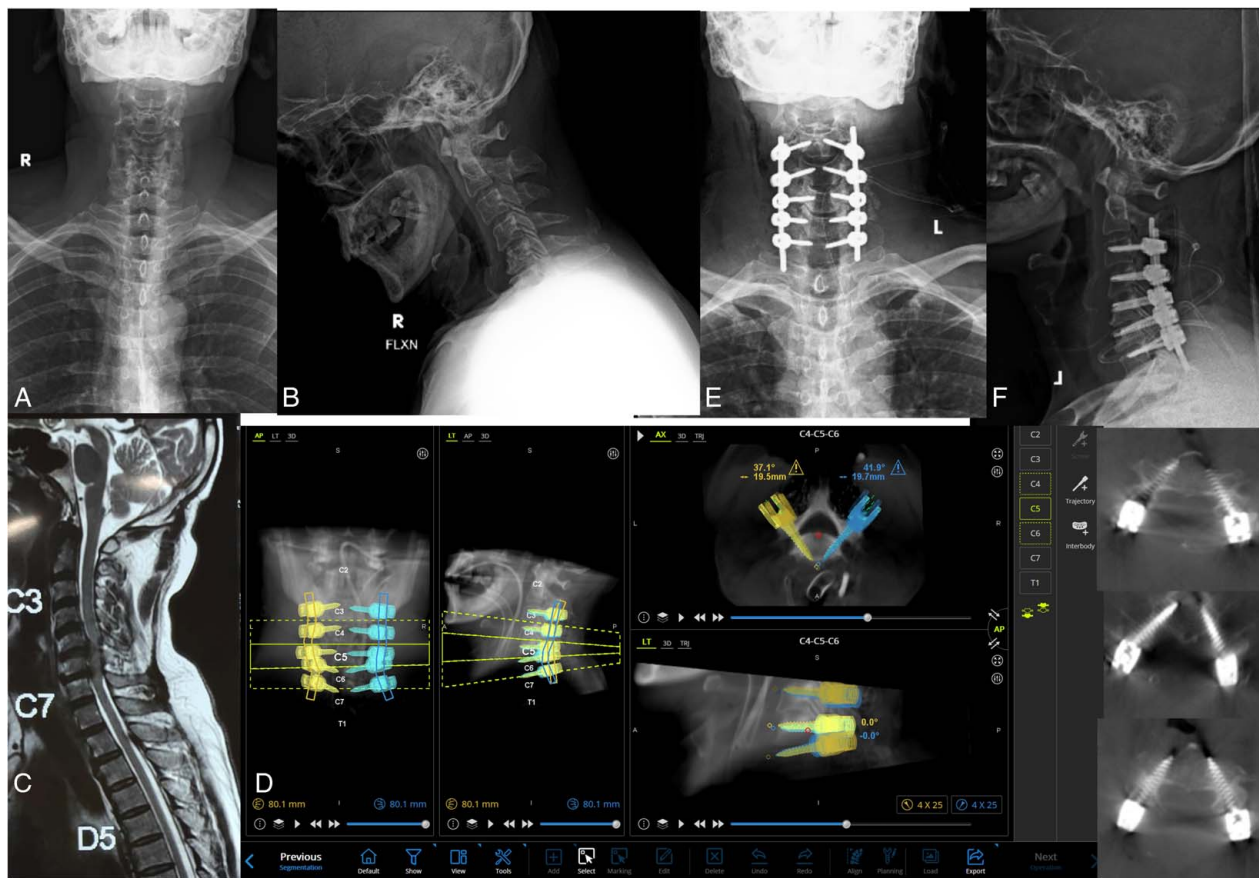 R
A
R
FLXN
B
L
E
L
F
C3
C7
D5
C
AP LT 3D
S
C2
C3
C4
C5
C6
C7
T1
L
R
I
80.1 mm
80.1 mm
D
LT AP 3D
S
C2
C3
C4
C5
C6
C7
T1
A
P
I
80.1 mm
80.1 mm
AX 3D TRJ
C4-C5-C6
P
37.1°
19.5mm
41.9°
19.7mm
L
R
A
LT 3D TRJ
C4-C5-C6
S
0.0°
-0.0°
A
P
I
4 X 25
4 X 25
C2
C3
C4
C5
C6
C7
T1
AP
Screw
Trajectory
Interbody
Previous
Segmentation
Default
Show
View
Tools
Add
Select
Marking
Edit
Delete
Undo
Redo
Align
Planning
Load
Export
Next
Operation